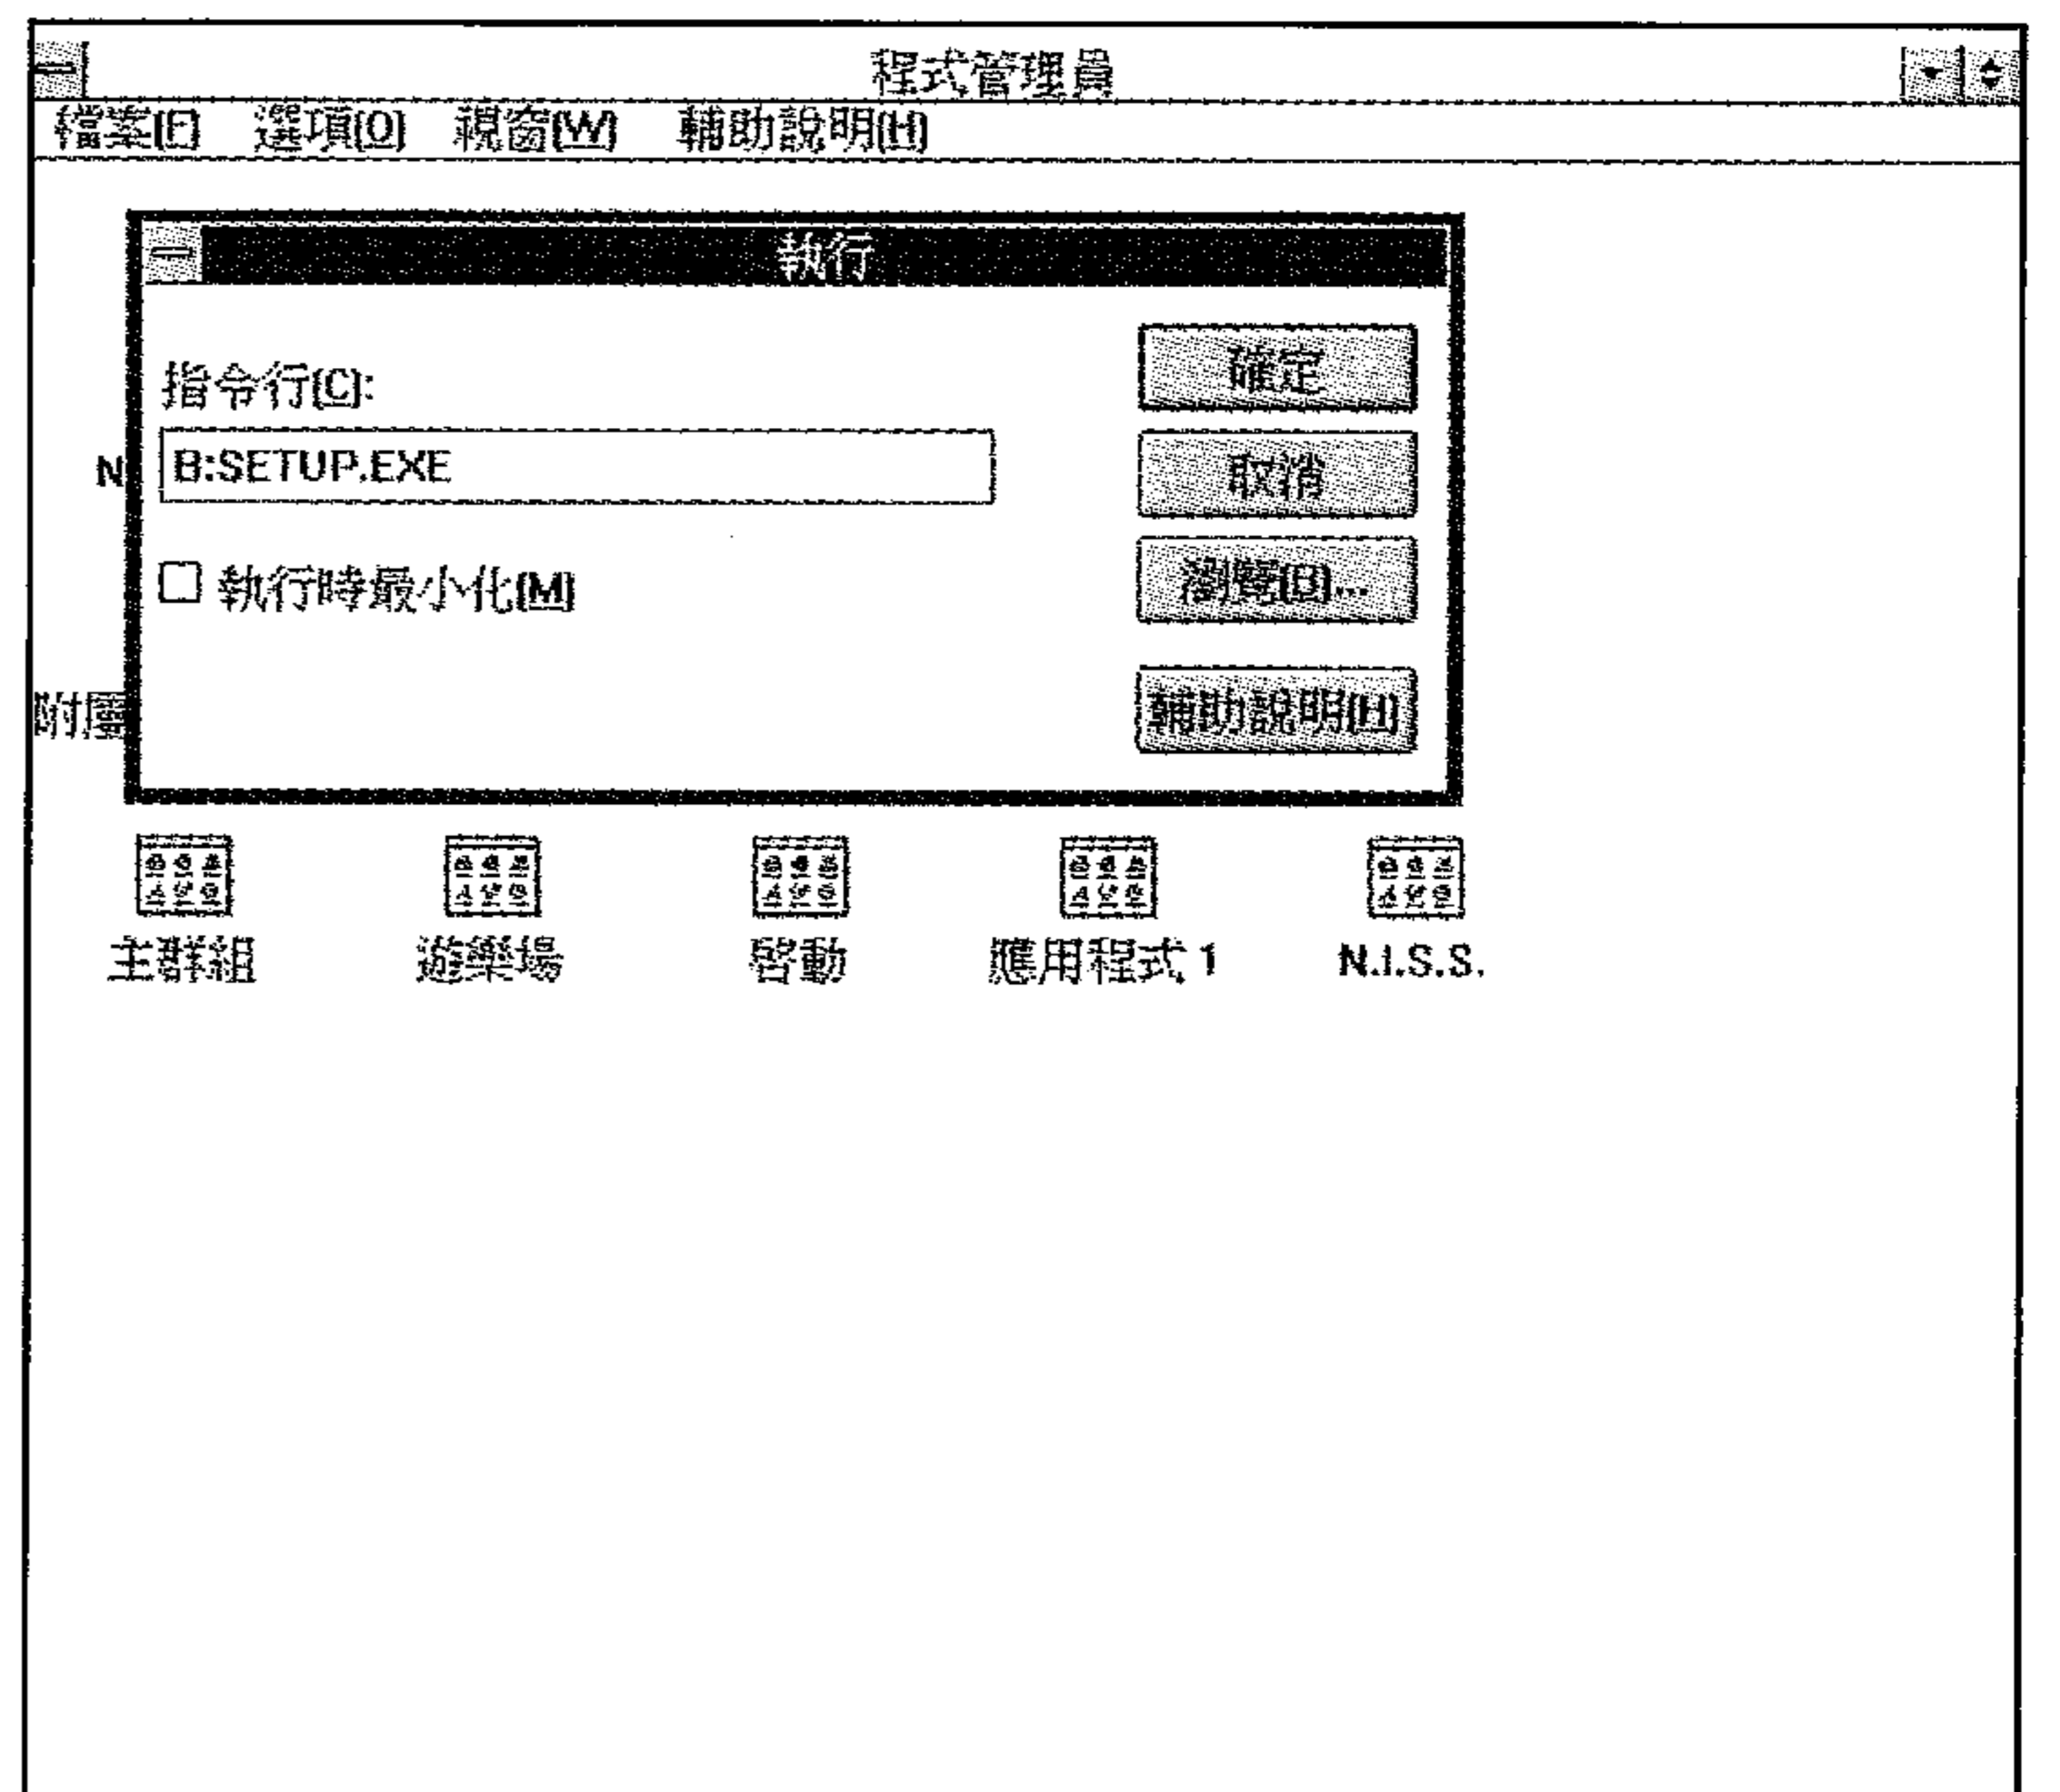 程式管理員
檔案(F) 選項(O) 視窗(W) 輔助說明(H)
執行
指令行(C):
確定
N
B:SETUP.EXE
取消
執行時最小化(M)
瀏覽(B)...
附屬
輔助說明(H)
主群組 遊樂場 啓動 應用程式 1 N.I.S.S.